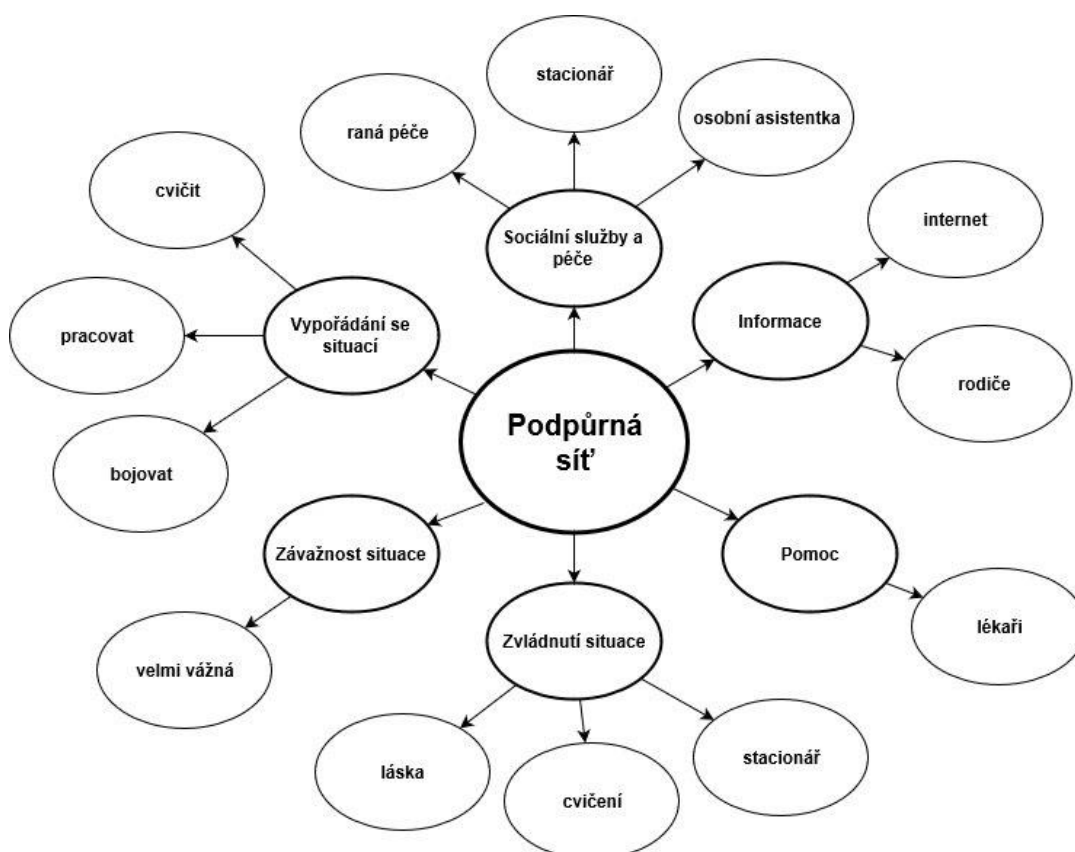 stacionář
osobní asistentka
raná péče
cvičit
internet
Sociální služby a
péče
Informace
Vypořádání se
situací
pracovat
rodiče
Podpůrná
síť
bojovat
Závažnost situace
Pomoc
lékaři
Zvládnutí situace
velmi vážná
stacionář
láska
cvičení